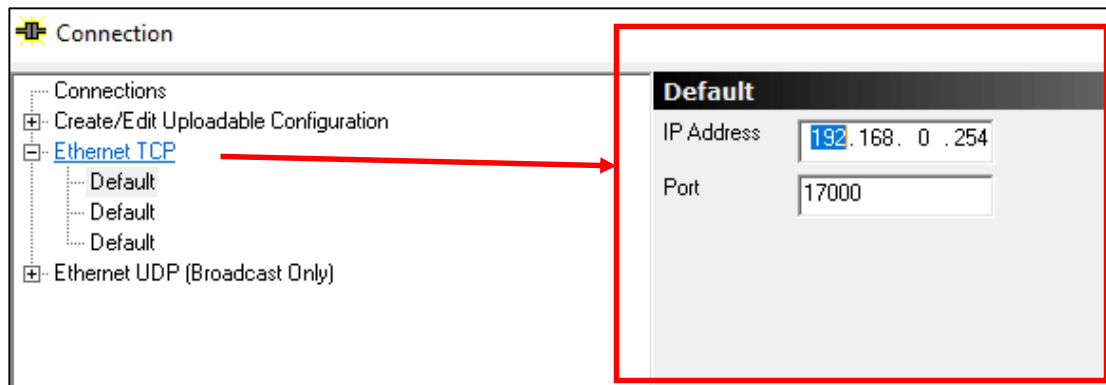 Connection
Connections
Create/Edit Uploadable Configuration
Ethernet TCP
Default
Default
Default
Ethernet UDP (Broadcast Only)
Default
IP Address 192.168. 0 .254
Port 17000